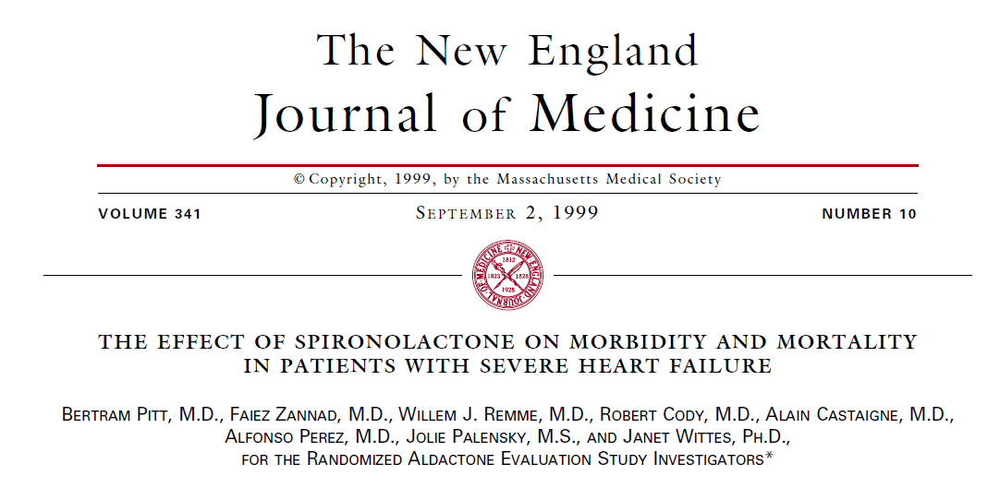 The New England
Journal of Medicine
© Copyright, 1999, by the Massachusetts Medical Society
VOLUME 341
SEPTEMBER 2, 1999
NUMBER 10
THE NEW ENGLAND JOURNAL OF MEDICINE
1812
1823
1828
1928
THE EFFECT OF SPIRONOLACTONE ON MORBIDITY AND MORTALITY
IN PATIENTS WITH SEVERE HEART FAILURE
BERTRAM PITT, M.D., FAIEZ ZANNAD, M.D., WILLEM J. REMME, M.D., ROBERT CODY, M.D., ALAIN CASTAIGNE, M.D.,
ALFONSO PEREZ, M.D., JOLIE PALENSKY, M.S., AND JANET WITTES, PH.D.,
FOR THE RANDOMIZED ALDACTONE EVALUATION STUDY INVESTIGATORS*